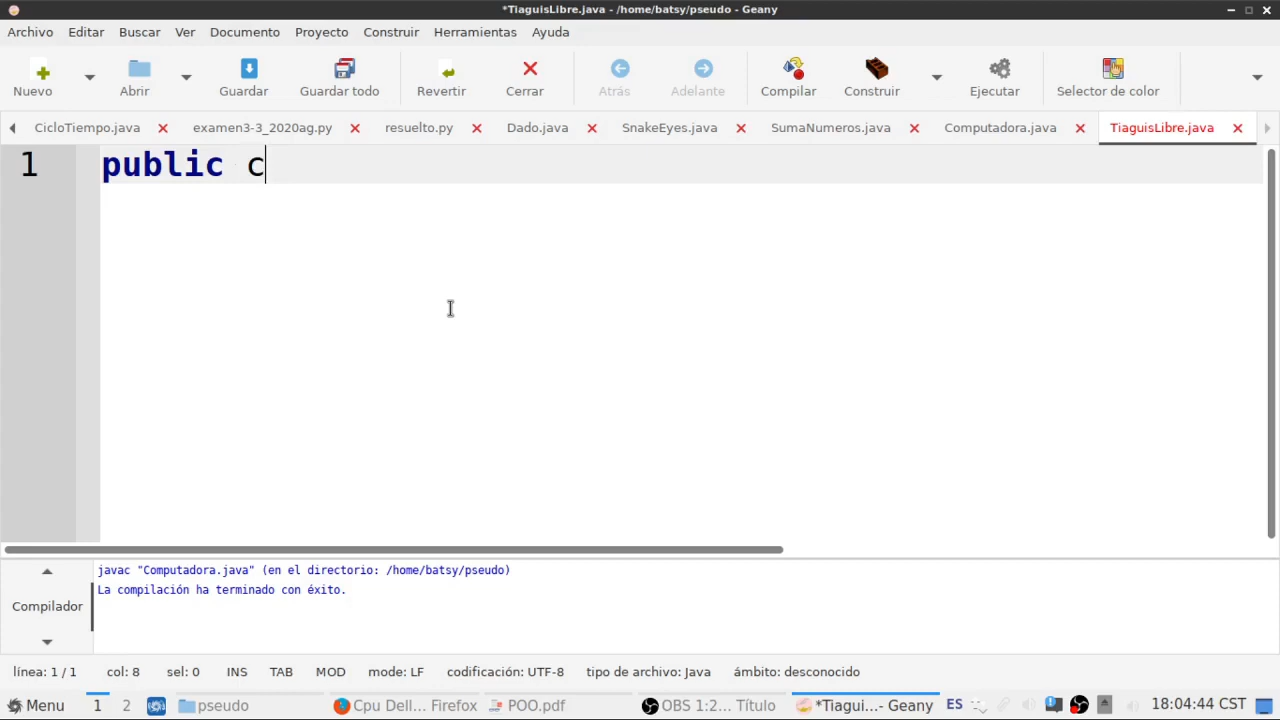 *TiaguisLibre.java - /home/batsy/pseudo - Geany
Archivo Editar Buscar Ver Documento Proyecto Construir Herramientas Ayuda
Nuevo Abrir Guardar Guardar todo Revertir Cerrar Atrás Adelante Compilar Construir Ejecutar Selector de color
CicloTiempo.java examen3-3_2020ag.py resuelto.py Dado.java SnakeEyes.java SumaNumeros.java Computadora.java TiaguisLibre.java
1 public c
javac "Computadora.java" (en el directorio: /home/batsy/pseudo)
La compilación ha terminado con éxito.
Compilador
línea: 1 / 1 col: 8 sel: 0 INS TAB MOD mode: LF codificación: UTF-8 tipo de archivo: Java ámbito: desconocido
Menu 1 2 pseudo Cpu Dell... Firefox POO.pdf OBS 1:2... Título *Tiagui...- Geany ES 18:04:44 CST